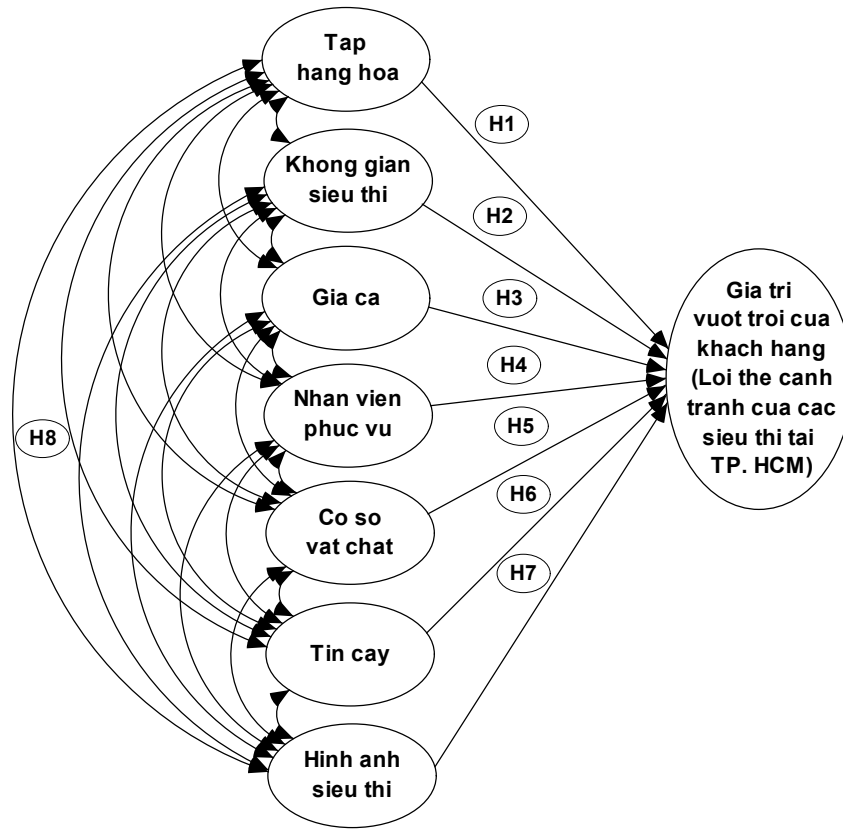 Tap
hang hoa
H1
Khong gian
sieu thi
H2
Gia ca
H3
Nhan vien
phuc vu
H4
H5
Co so
vat chat
H6
Tin cay
H7
Hinh anh
sieu thi
H8
Gia tri
vuot troi cua
khach hang
(Loi the canh
tranh cua cac
sieu thi tai
TP. HCM)